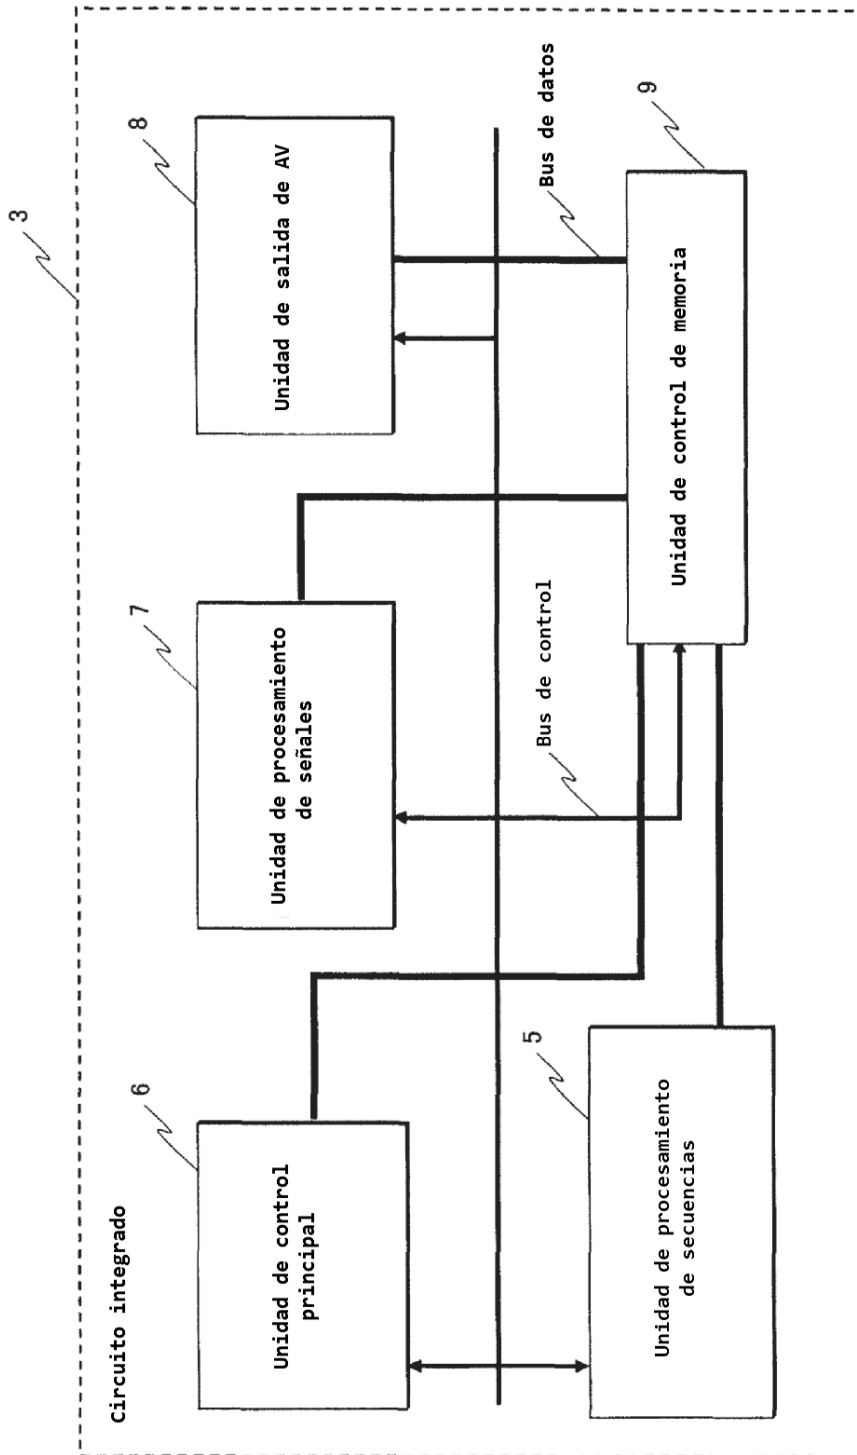 3
Circuito integrado
6
Unidad de control
principal
7
Unidad de procesamiento
de señales
8
Unidad de salida de AV
Bus de control
Bus de datos
5
Unidad de procesamiento
de secuencias
9
Unidad de control de memoria